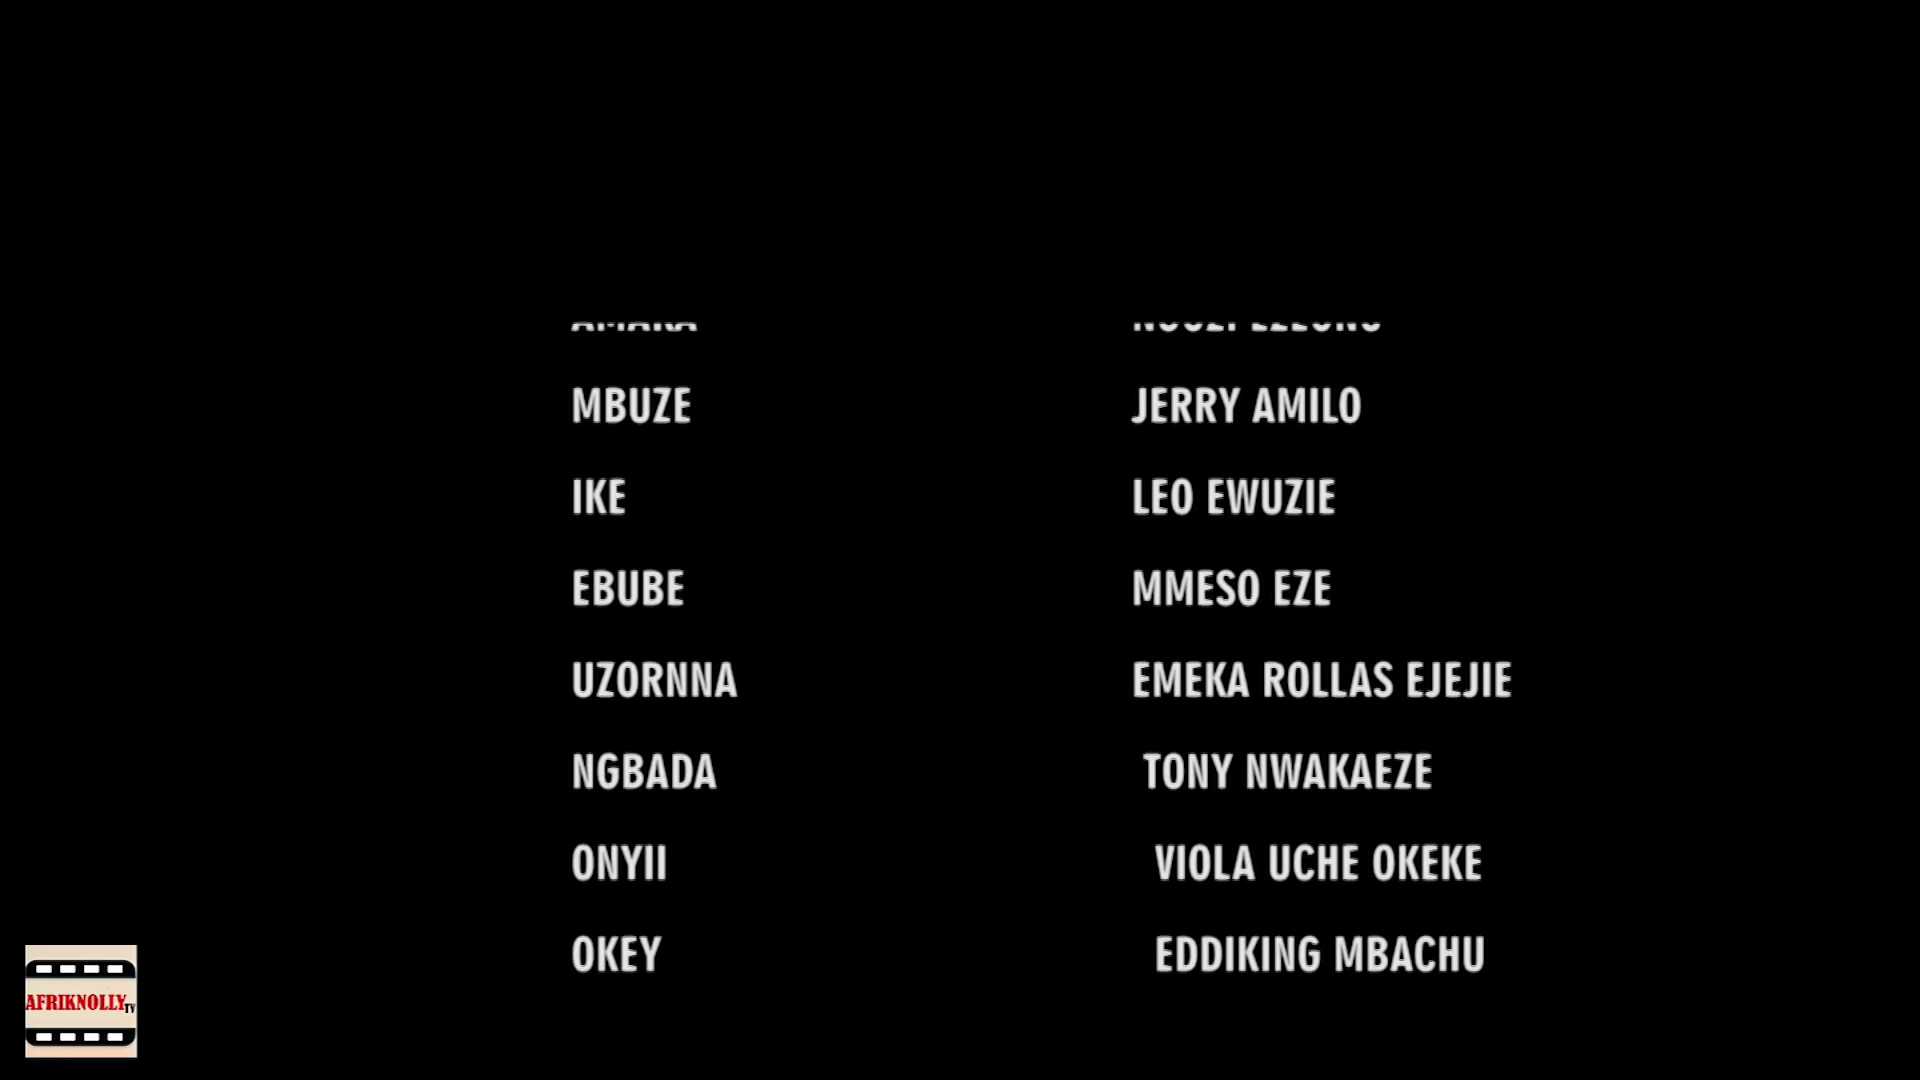 MBUZE JERRY AMILO
IKE LEO EWUZIE
EBUBE MMESO EZE
UZORNNA EMEKA ROLLAS EJEJIE
NGBADA TONY NWAKAEZE
ONYII VIOLA UCHE OKEKE
OKEY EDDIKING MBACHU
AFRIKNOLLY TV